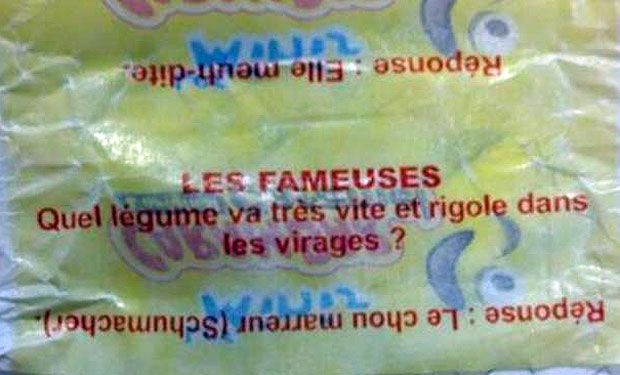 Réponse : Elle meuh-dite.
LES FAMEUSES
Quel légume va très vite et rigole dans
les virages ?
Réponse : Le chou marreur (Schumacher).